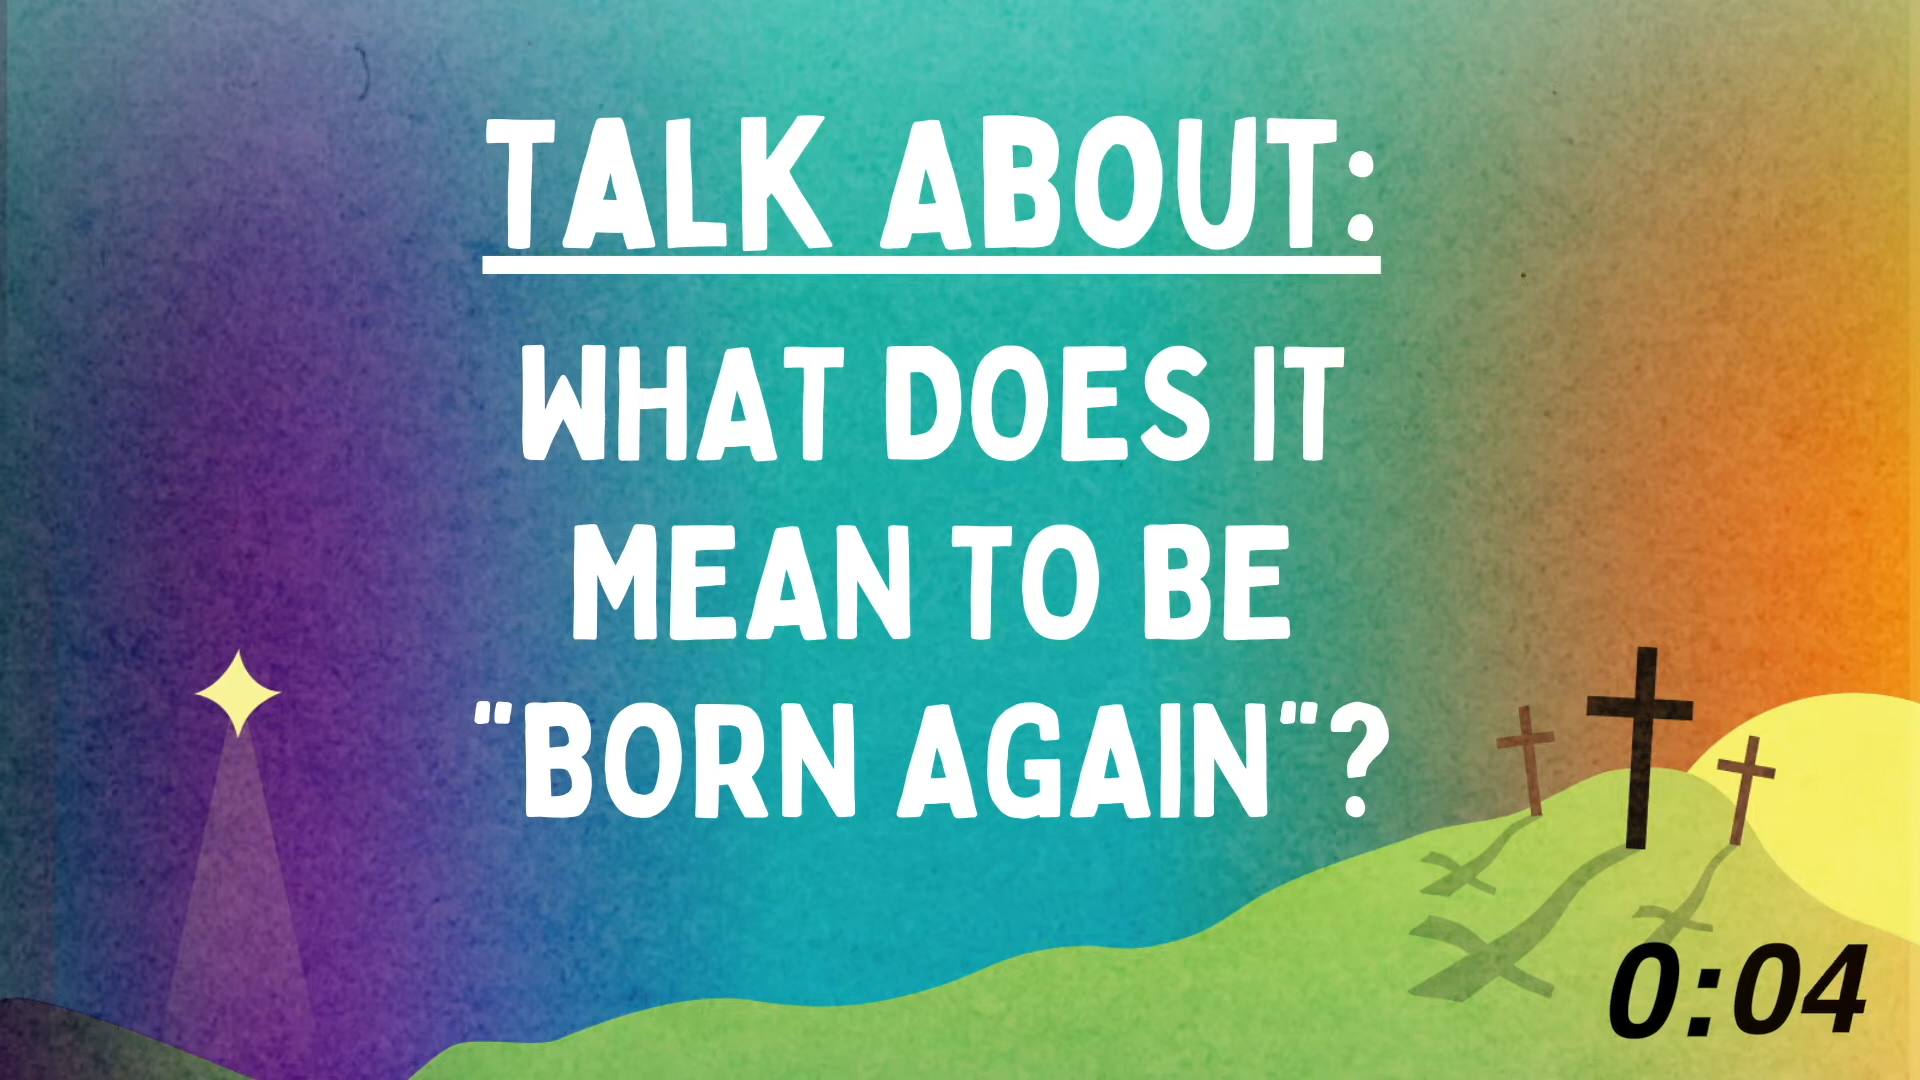 TALK ABOUT:
WHAT DOES IT
MEAN TO BE
"BORN AGAIN"?
0:04